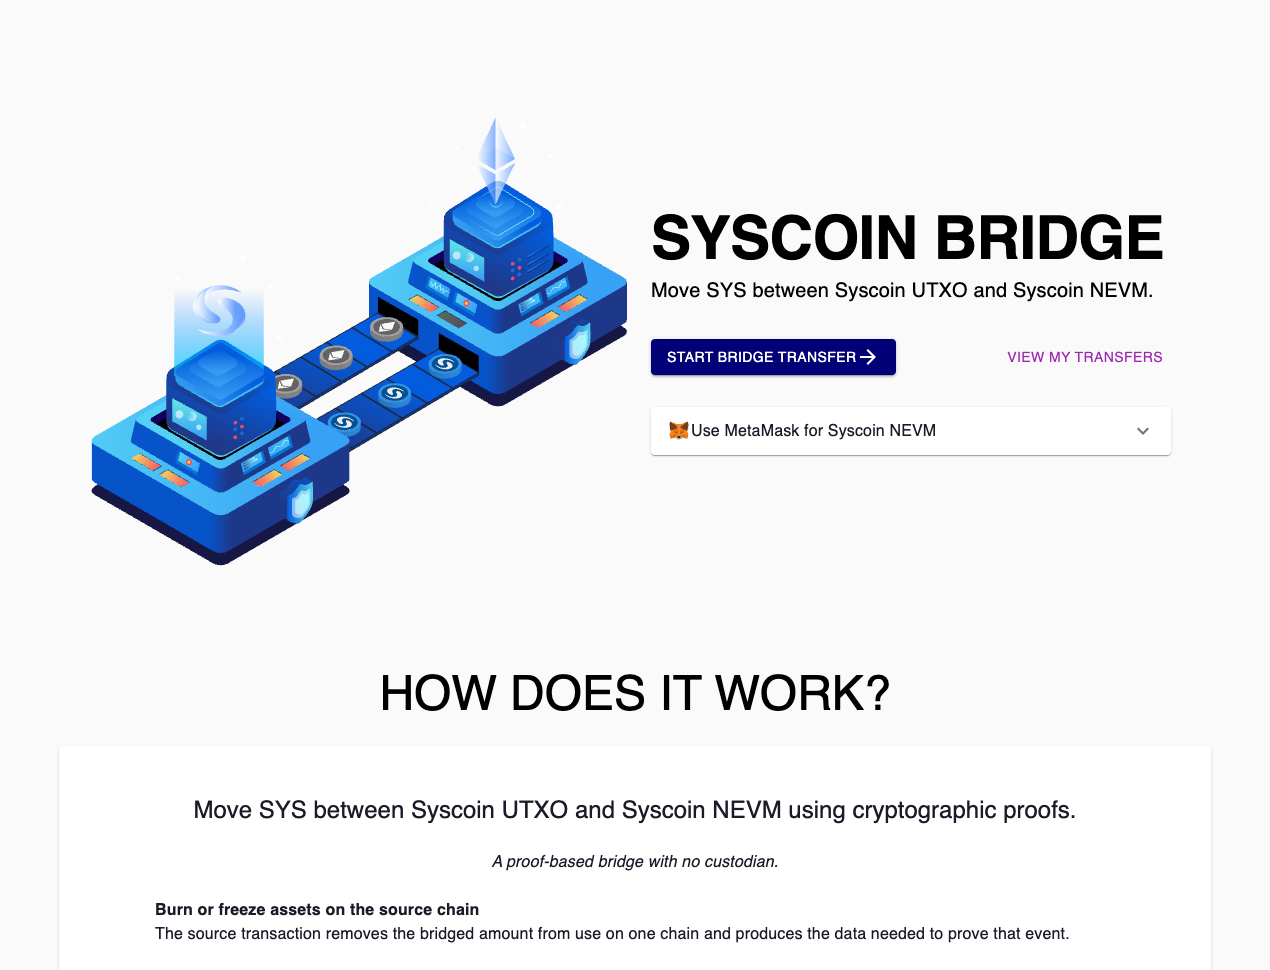 SYSCOIN BRIDGE
Move SYS between Syscoin UTXO and Syscoin NEVM.
START BRIDGE TRANSFER
VIEW MY TRANSFERS
Use MetaMask for Syscoin NEVM
HOW DOES IT WORK?
Move SYS between Syscoin UTXO and Syscoin NEVM using cryptographic proofs.
A proof-based bridge with no custodian.
Burn or freeze assets on the source chain
The source transaction removes the bridged amount from use on one chain and produces the data needed to prove that event.